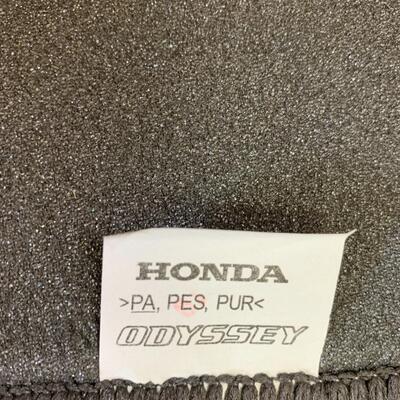 HONDA
>PA, PES, PUR<
ODYSSEY